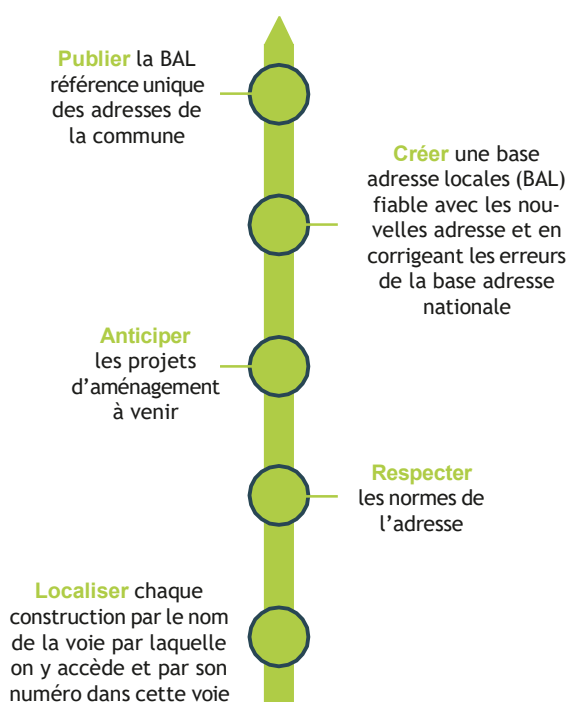 Publier la BAL
référence unique
des adresses de
la commune
Créer une base
adresse locales (BAL)
fiable avec les nou-
velles adresse et en
corrigeant les erreurs
de la base adresse
nationale
Anticiper
les projets
d’aménagement
à venir
Respecter
les normes de
l’adresse
Localiser chaque
construction par le nom
de la voie par laquelle
on y accède et par son
numéro dans cette voie